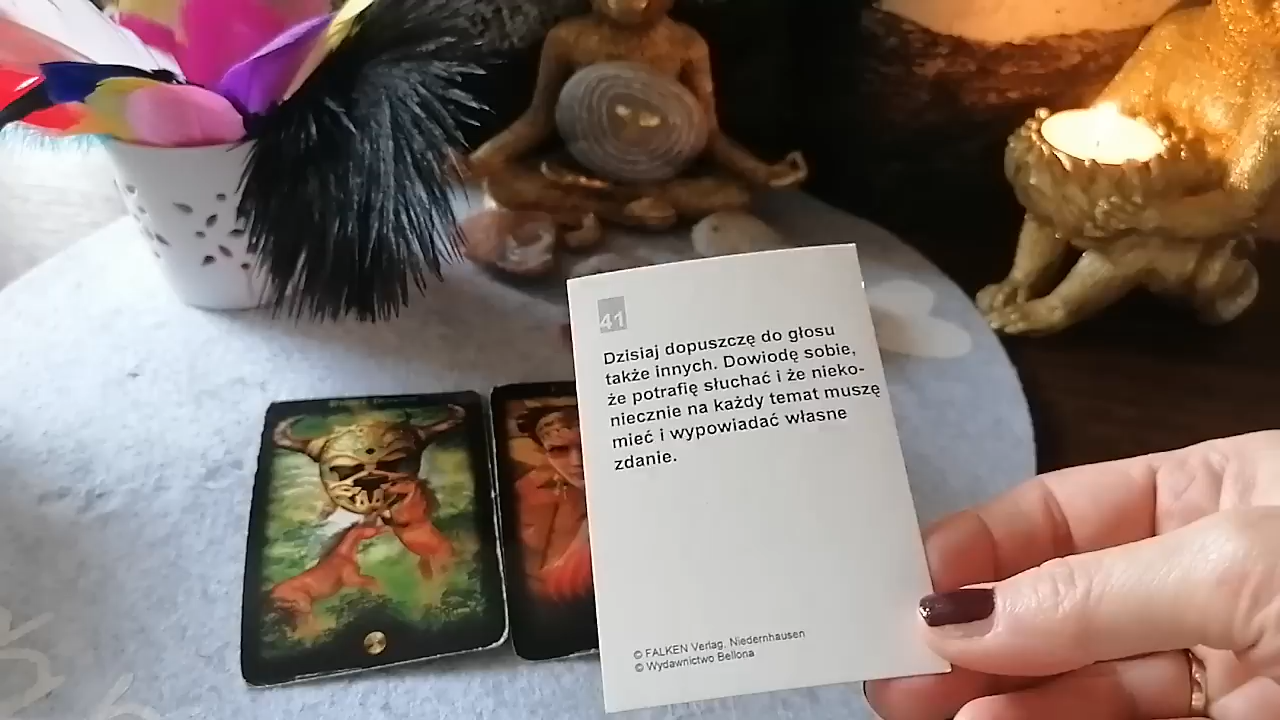 41
Dzisiaj dopuszczę do głosu
także innych. Dowiodę sobie,
że potrafię słuchać i że nieko-
niecznie na każdy temat muszę
mieć i wypowiadać własne
zdanie.
© FALKEN Verlag, Niedernhausen
© Wydawnictwo Bellona